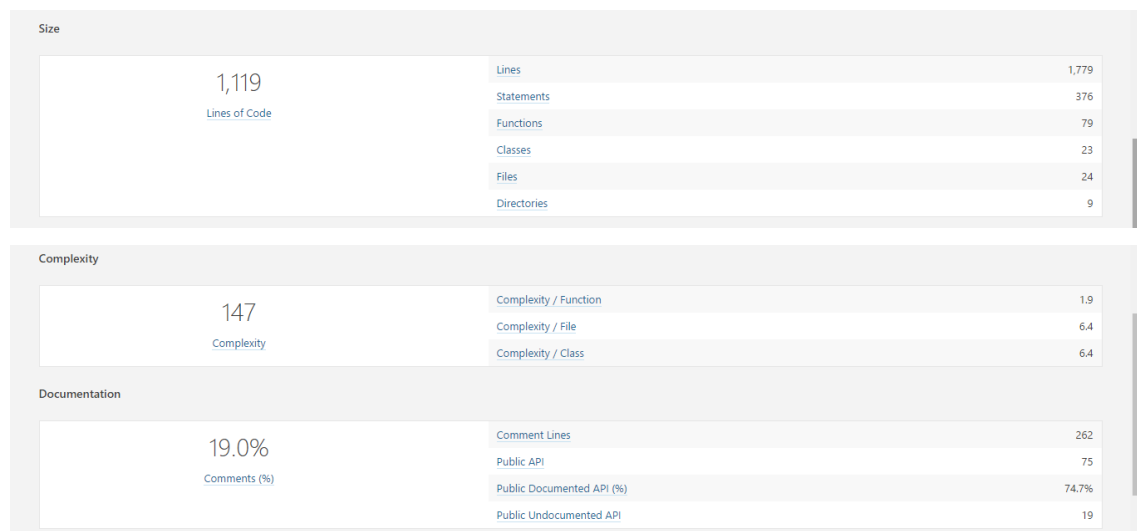 Size
1,119
Lines of Code
Lines 1,779
Statements 376
Functions 79
Classes 23
Files 24
Directories 9
Complexity
147
Complexity
Complexity / Function 1.9
Complexity / File 6.4
Complexity / Class 6.4
Documentation
19.0%
Comments (%)
Comment Lines 262
Public API 75
Public Documented API (%) 74.7%
Public Undocumented API 19